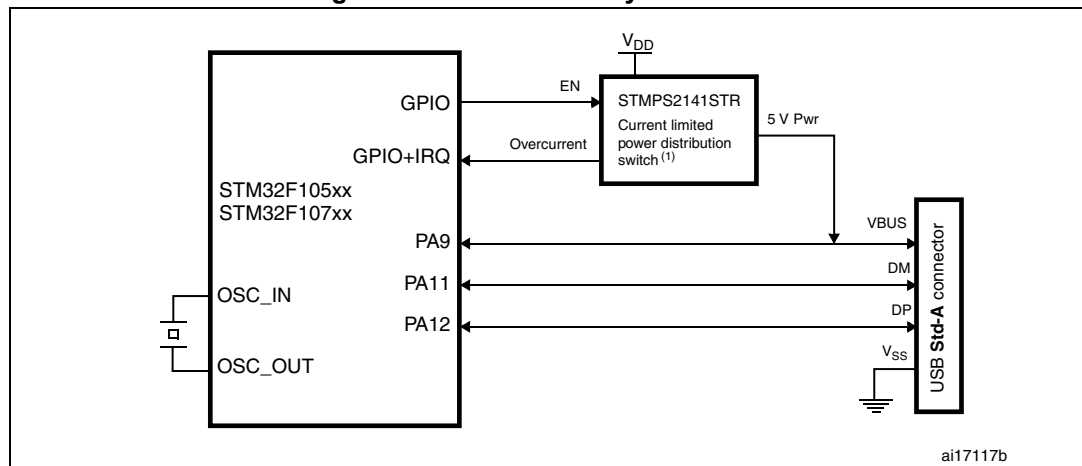 V_DD
GPIO
EN
STMPS2141STR
Current limited
power distribution
switch (1)
5 V Pwr
GPIO+IRQ
Overcurrent
STM32F105xx
STM32F107xx
PA9
VBUS
PA11
DM
OSC_IN
PA12
DP
OSC_OUT
V_SS
USB Std-A connector
ai17117b